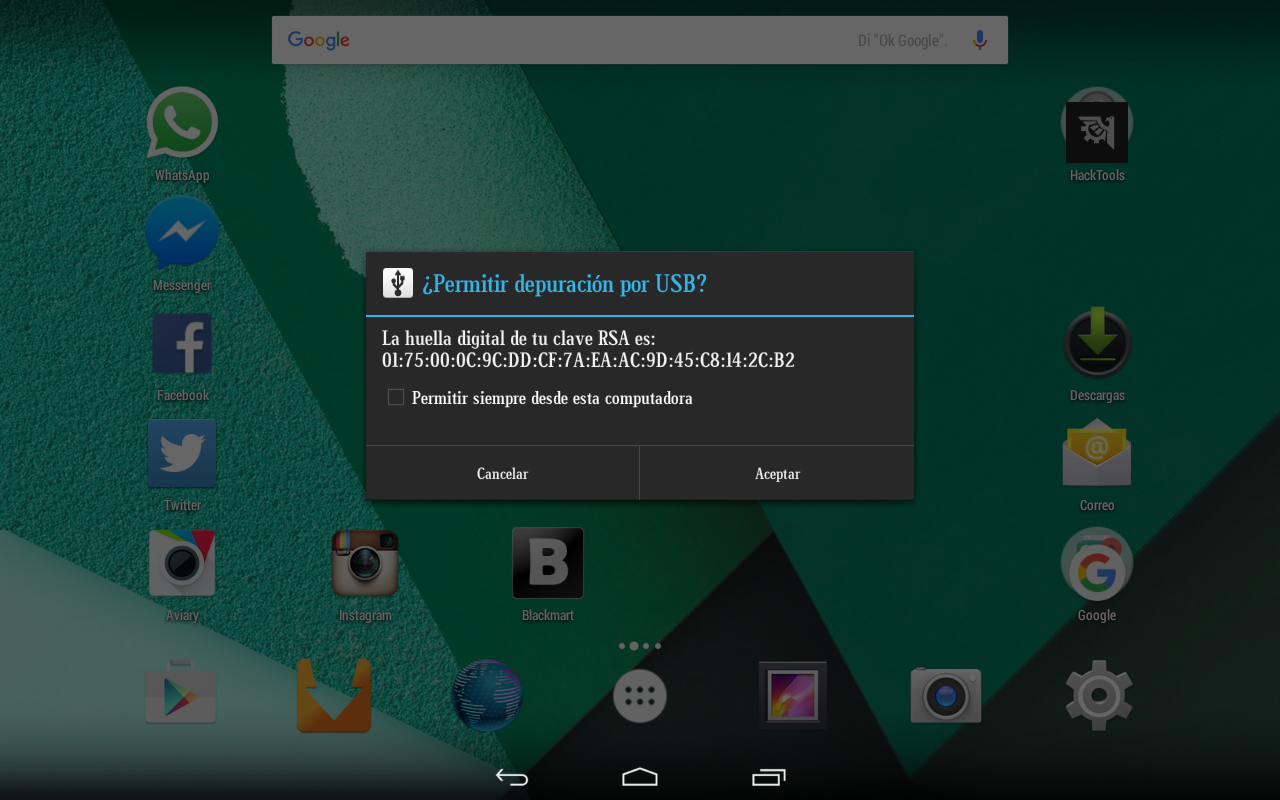 Google
Di "Ok Google".
WhatsApp
HackTools
Messenger
¿Permitir depuración por USB?
La huella digital de tu clave RSA es:
01:75:00:0C:9C:DD:CF:7A:EA:AC:9D:45:C8:14:2C:B2
Permitir siempre desde esta computadora
Facebook
Descargas
Cancelar
Aceptar
Twitter
Correo
B
Aviary
Instagram
Blackmart
Google